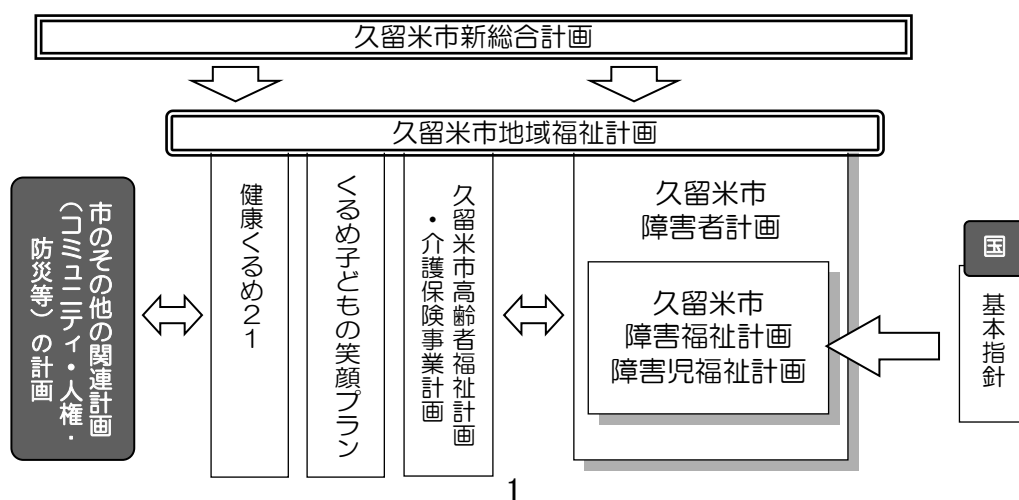 久留米市新総合計画
久留米市地域福祉計画
市のその他の関連計画
（コミュニティ・人権・
防災等）の計画
健康くるめ21
くるめ子どもの笑顔プラン
久留米市高齢者福祉計画
・介護保険事業計画
久留米市
障害者計画
久留米市
障害福祉計画
障害児福祉計画
国
基本指針
1